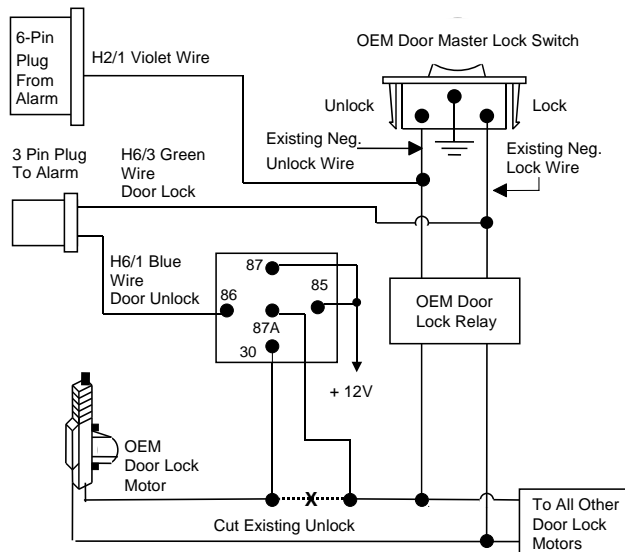 6-Pin
Plug
From
Alarm
H2/1 Violet Wire
OEM Door Master Lock Switch
Unlock
Lock
Existing Neg.
Unlock Wire
Existing Neg.
Lock Wire
3 Pin Plug
To Alarm
H6/3 Green
Wire
Door Lock
H6/1 Blue
Wire
Door Unlock
87
85
86
87A
30
+ 12V
OEM Door
Lock Relay
OEM
Door Lock
Motor
X
Cut Existing Unlock
To All Other
Door Lock
Motors